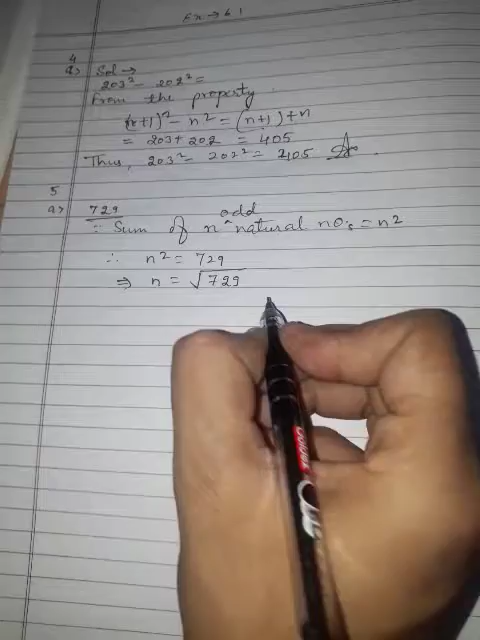 Ex → 6.1
4
a) Sol →
203² - 202² =
From the property
(n+1)² - n² = (n+1) + n
= 203 + 202 = 405
Thus, 203² - 202² = 405
5
a) 729
odd
= Sum of n ^ natural no.s = n²
∴ n² = 729
⇒ n = √729